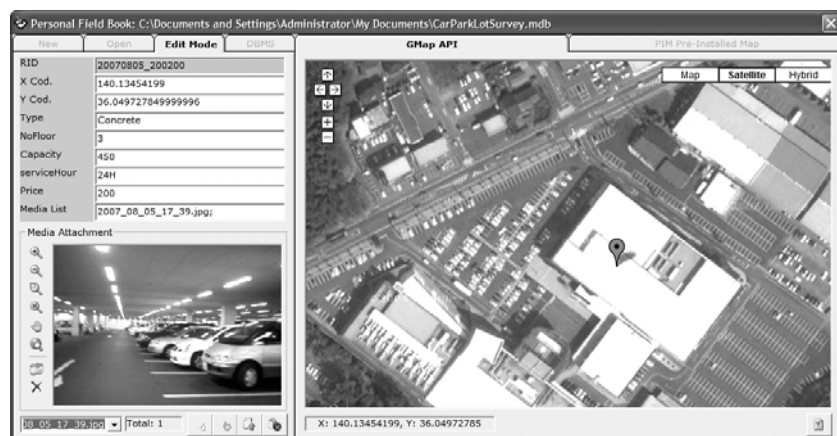 Personal Field Book: C:\Documents and Settings\Administrator\My Documents\CarParkLotSurvey.mdb
New Open Edit Mode DBMS GMap API PIM Pre-Installed Map
RID 20070805_200200
X Cod. 140.13454199
Y Cod. 36.049727849999996
Type Concrete
NoFloor 3
Capacity 450
serviceHour 24H
Price 200
Media List 2007_08_05_17_39.jpg;
Media Attachment
Map Satellite Hybrid
08_05_17_39.jpg Total: 1
X: 140.13454199, Y: 36.04972785